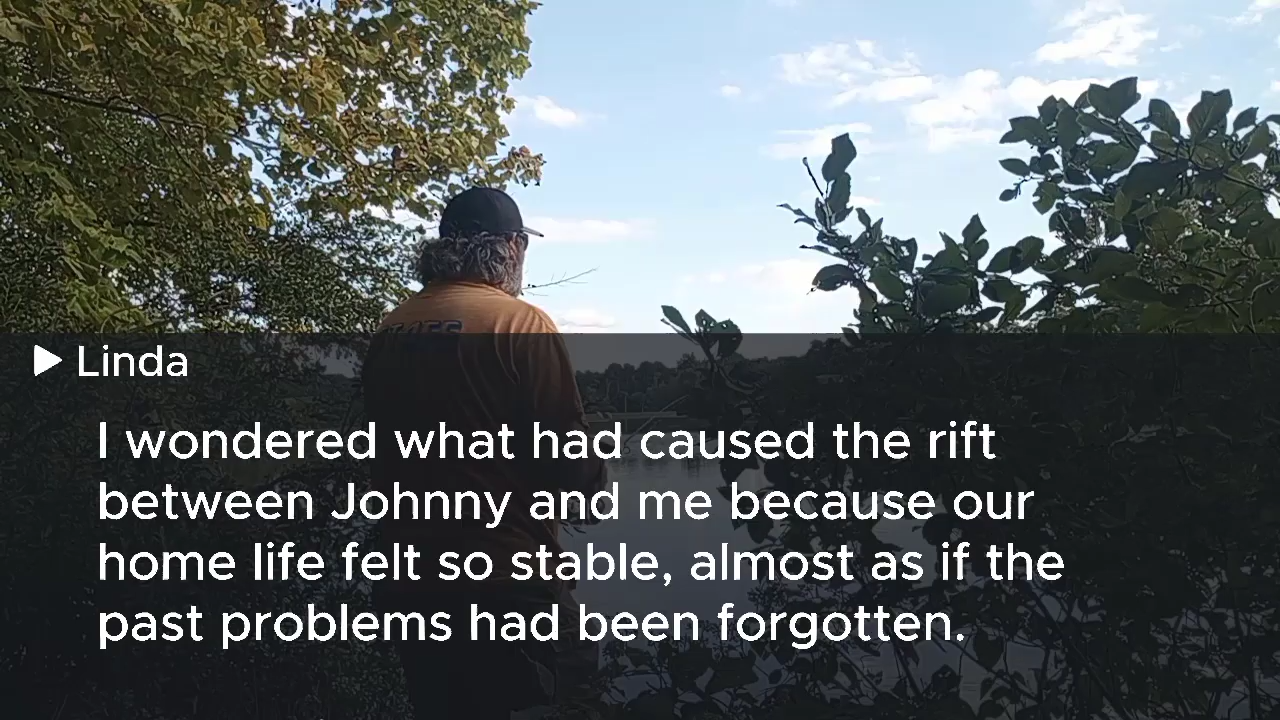 Linda
I wondered what had caused the rift
between Johnny and me because our
home life felt so stable, almost as if the
past problems had been forgotten.